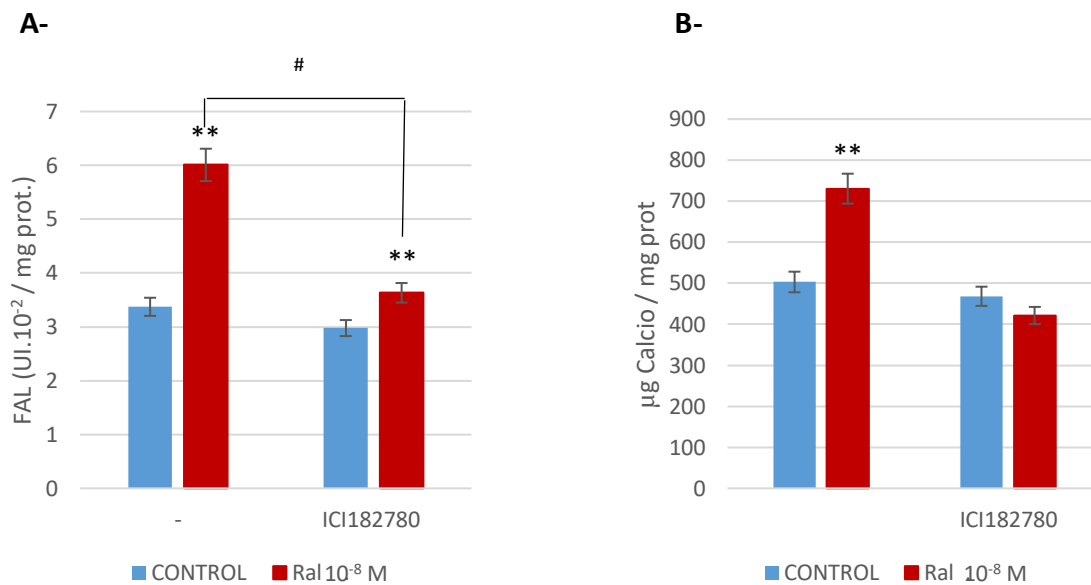 A-
#
7
6
5
4
3
2
1
0
**
**
FAL (UI.10⁻² / mg prot.)
-
ICI182780
CONTROL
Ral 10⁻⁸ M
B-
900
800
700
600
500
400
300
200
100
0
**
µg Calcio / mg prot
ICI182780
CONTROL
Ral 10⁻⁸ M